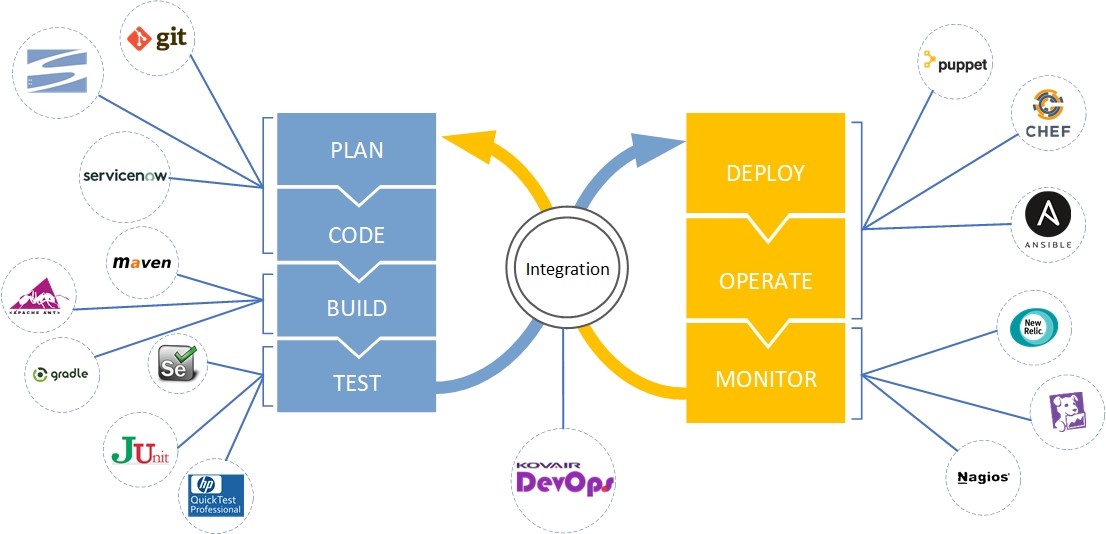 git
servicenow
maven
<APACHE ANT>
gradle
Se
JUnit
hp
QuickTest
Professional
PLAN
CODE
BUILD
TEST
Integration
KOVAIR
DevOps
DEPLOY
OPERATE
MONITOR
puppet
CHEF
ANSIBLE
New
Relic.
Nagios®